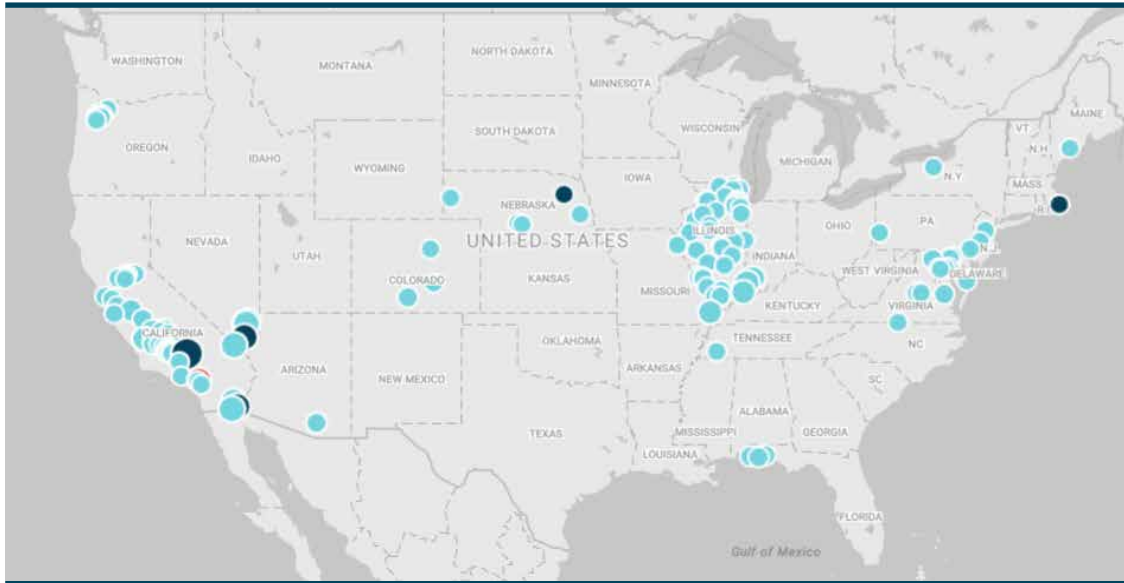 WASHINGTON
MONTANA
NORTH DAKOTA
MINNESOTA
MAINE
VT
N.H
OREGON
IDAHO
SOUTH DAKOTA
WISCONSIN
MICHIGAN
N.Y.
MASS
R.I
WYOMING
IOWA
NEBRASKA
NEVADA
UTAH
UNITED STATES
ILLINOIS
INDIANA
OHIO
PA
N.J.
COLORADO
KANSAS
MISSOURI
WEST VIRGINIA
DELAWARE
KENTUCKY
VIRGINIA
CALIFORNIA
ARIZONA
NEW MEXICO
OKLAHOMA
ARKANSAS
TENNESSEE
NC
SC
TEXAS
MISSISSIPPI
ALABAMA
GEORGIA
LOUISIANA
FLORIDA
Gulf of Mexico